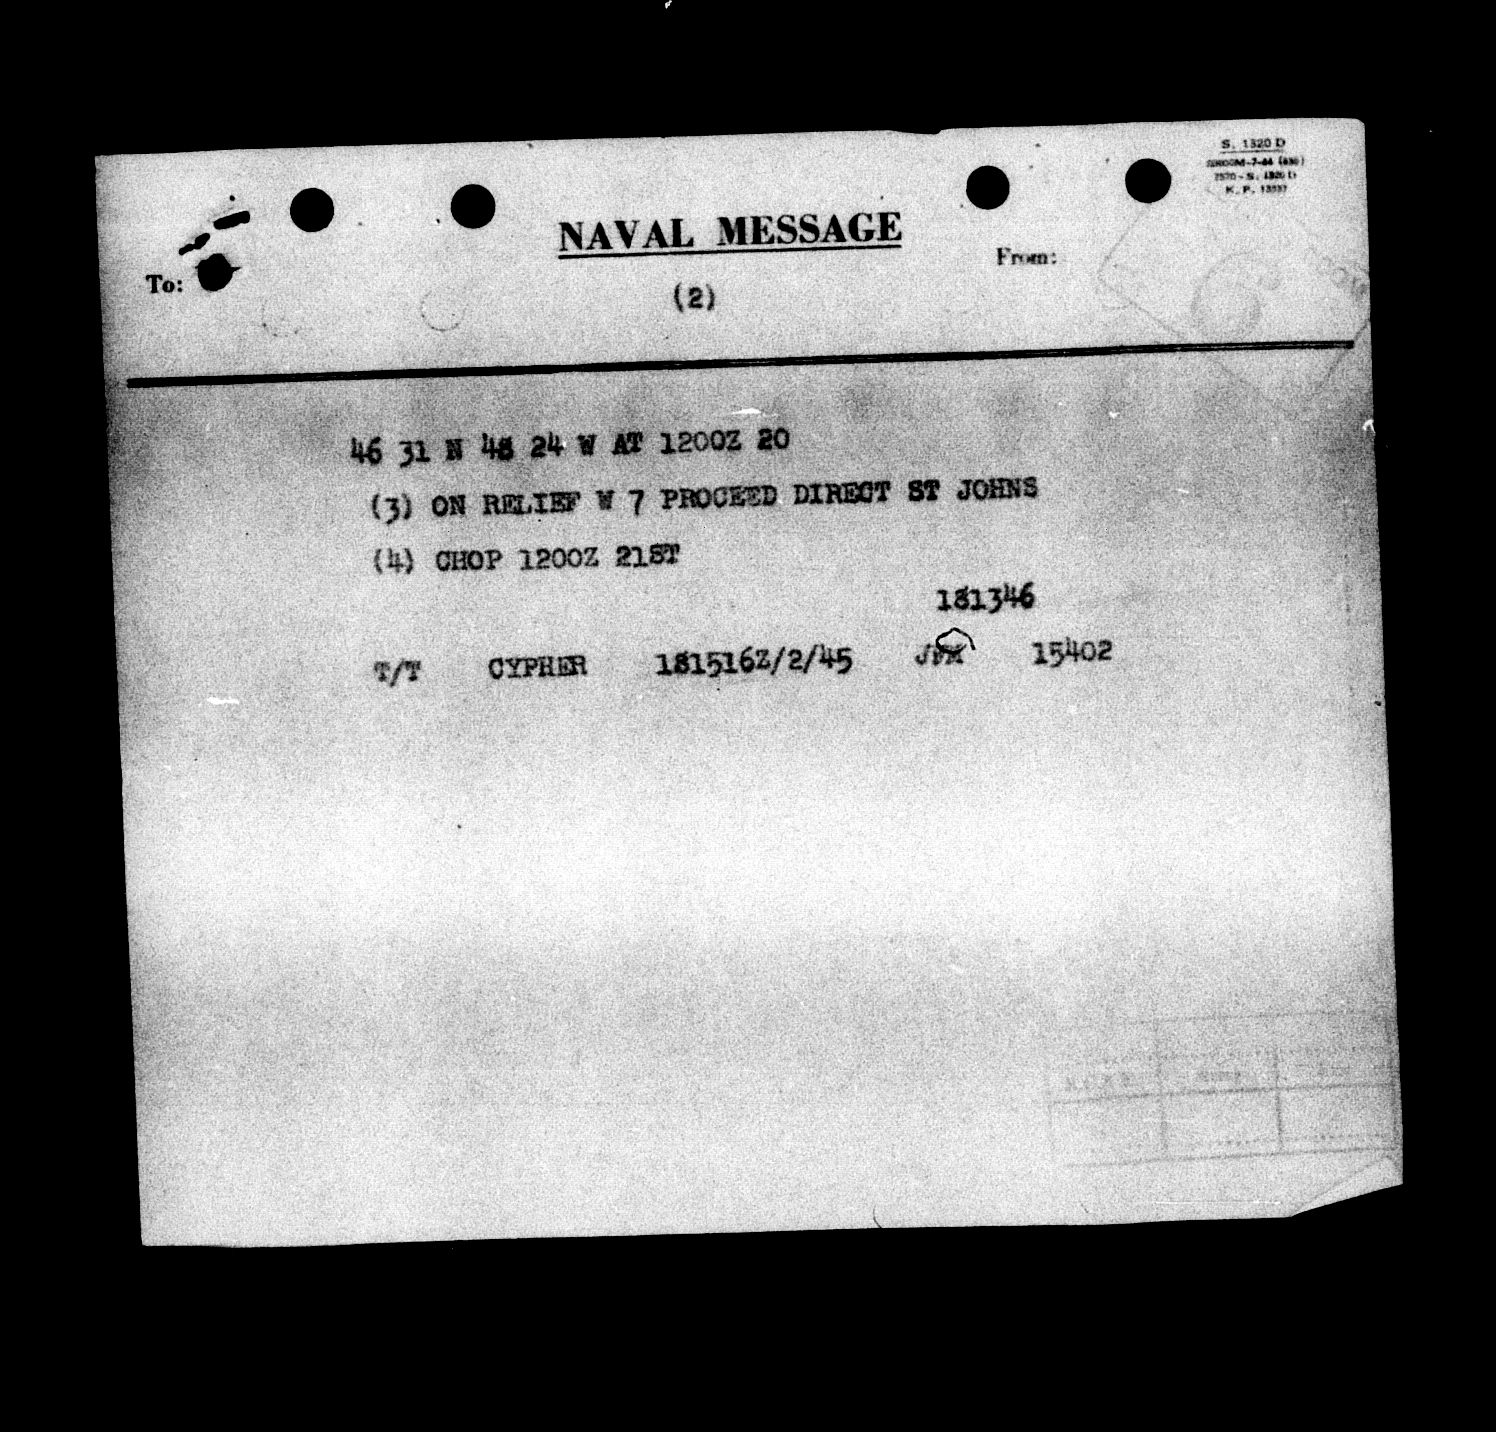 S. 1320 D
NAVAL MESSAGE
To:
From:
(2)
46 31 N 48 24 W AT 1200Z 20
(3) ON RELIEF W 7 PROCEED DIRECT ST JOHNS
(4) CHOP 1200Z 21ST
181346
T/T CYPHER 181516Z/2/45 15402